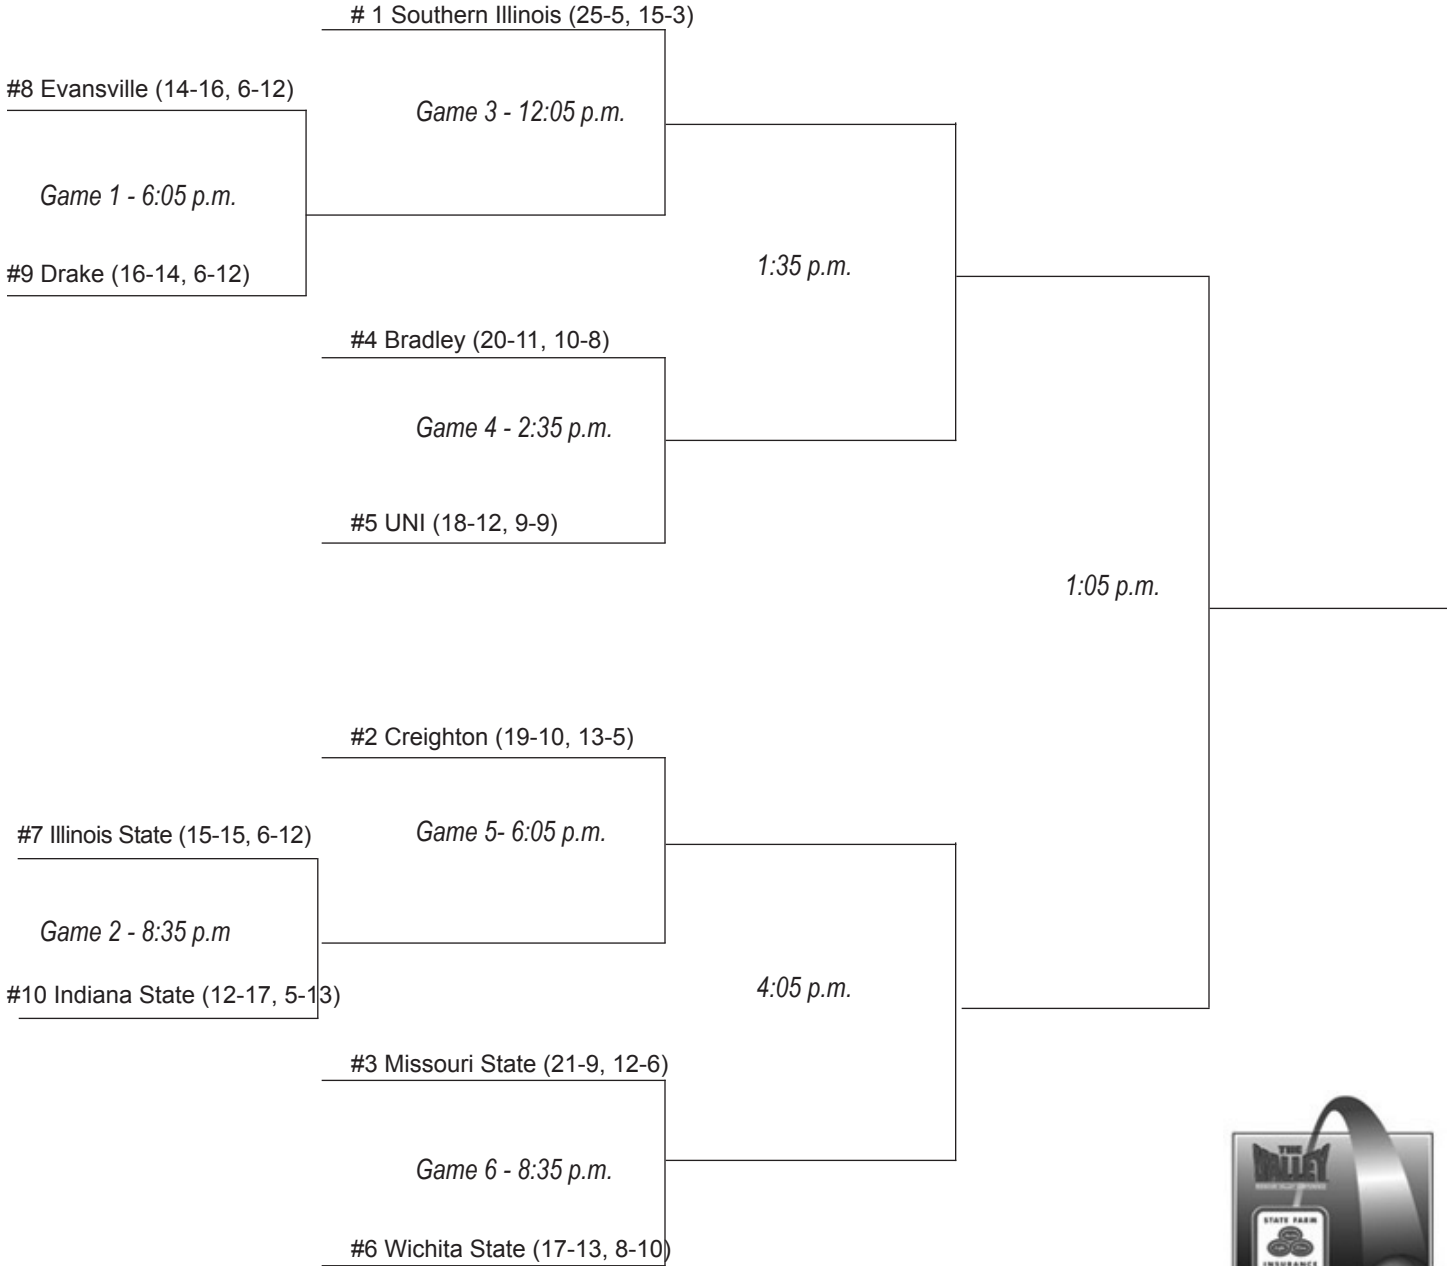 # 1 Southern Illinois (25-5, 15-3)
#8 Evansville (14-16, 6-12)
Game 3 - 12:05 p.m.
Game 1 - 6:05 p.m.
1:35 p.m.
#9 Drake (16-14, 6-12)
#4 Bradley (20-11, 10-8)
Game 4 - 2:35 p.m.
#5 UNI (18-12, 9-9)
1:05 p.m.
#2 Creighton (19-10, 13-5)
#7 Illinois State (15-15, 6-12)
Game 5- 6:05 p.m.
Game 2 - 8:35 p.m
4:05 p.m.
#10 Indiana State (12-17, 5-13)
#3 Missouri State (21-9, 12-6)
Game 6 - 8:35 p.m.
#6 Wichita State (17-13, 8-10)
THE
VALLEY
STATE FARM
INSURANCE